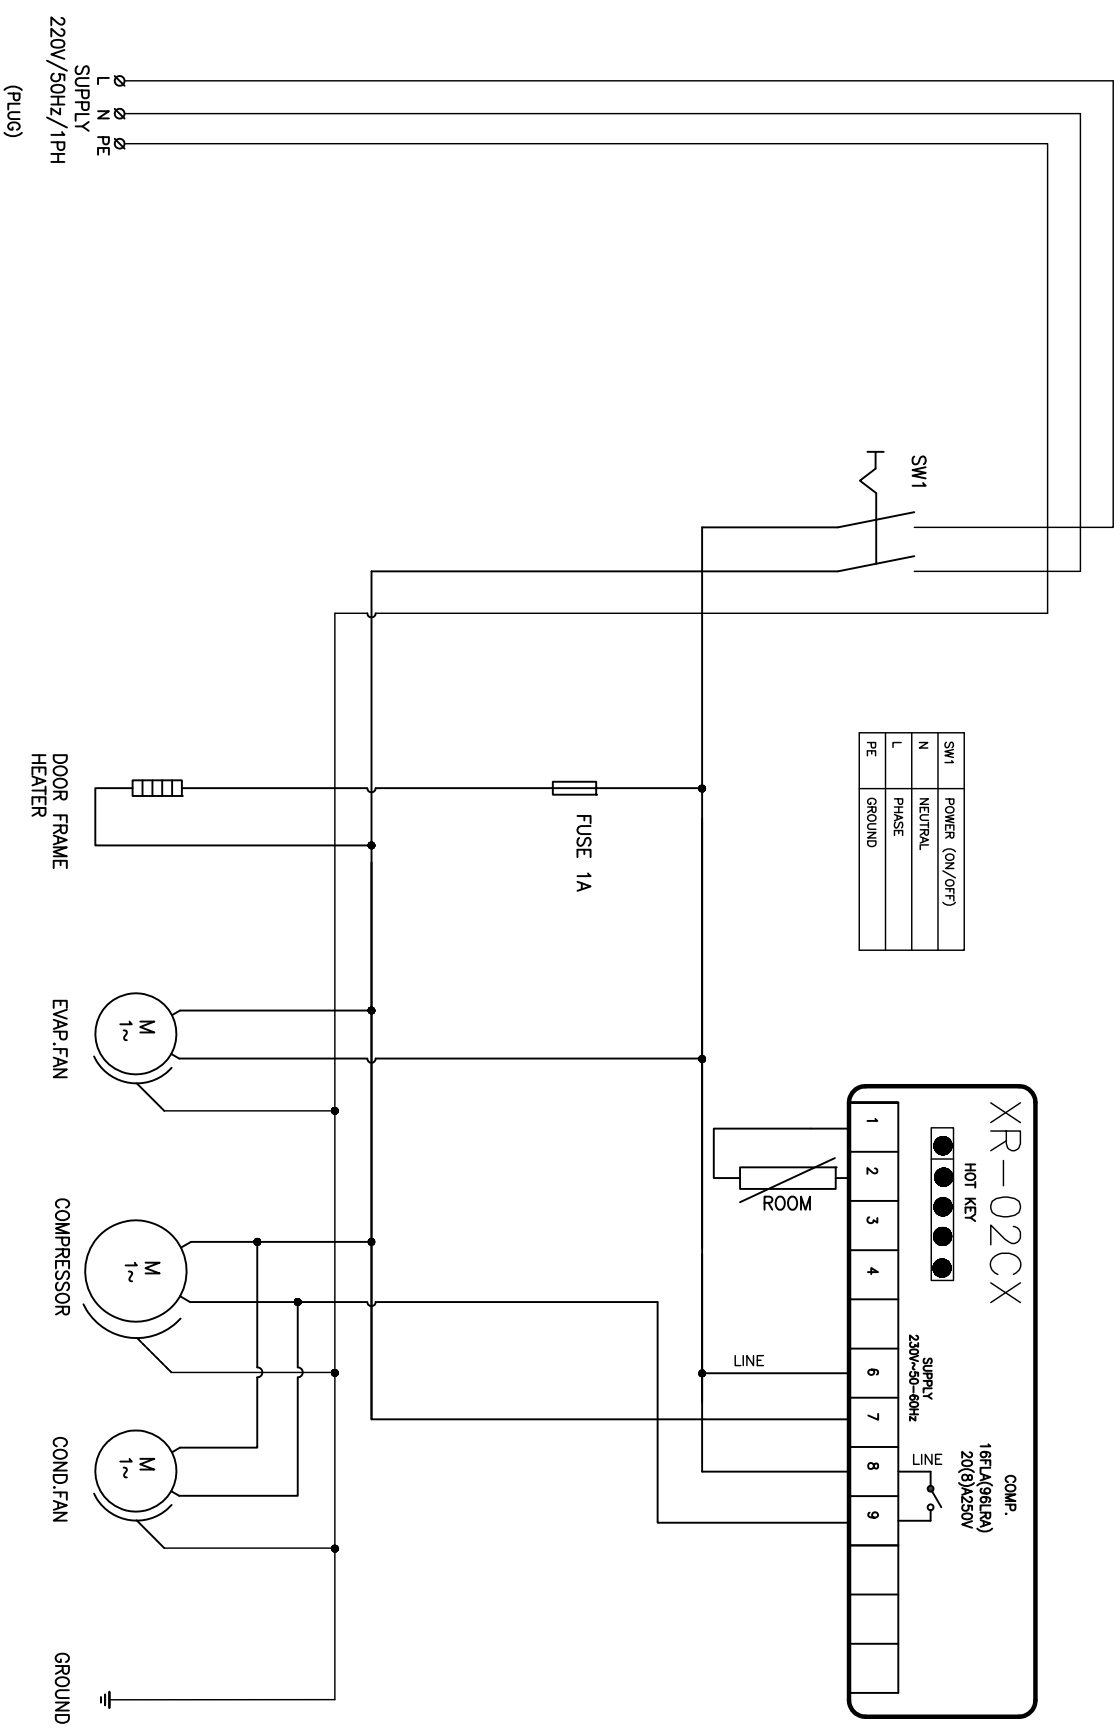 XR-02CX
HOT KEY
COMP.
16FLA(96LRA)
20(8)A250V
SUPPLY
230V~50-60Hz
LINE
1
2
3
4
6
7
8
9
LINE
ROOM
SW1
SW1 POWER (ON/OFF)
N NEUTRAL
L PHASE
PE GROUND
FUSE 1A
L
N
PE
SUPPLY
220V/50Hz/1PH
(PLUG)
M
1~
M
1~
M
1~
DOOR FRAME
HEATER
EVAP.FAN
COMPRESSOR
COND.FAN
GROUND